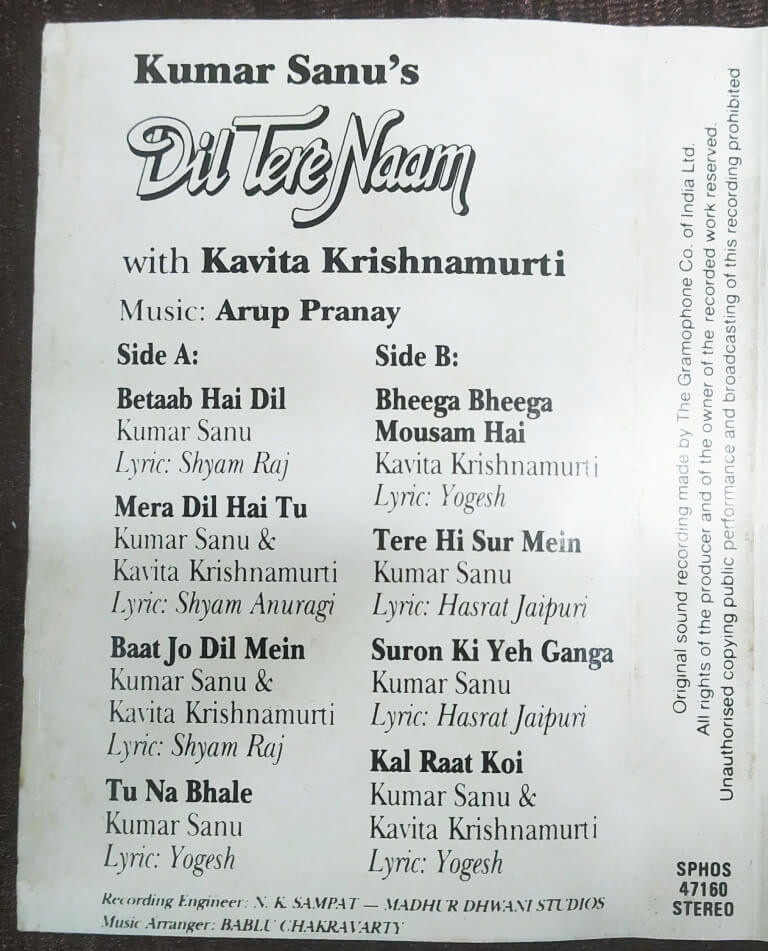 Kumar Sanu's
Dil Tere Naam
with Kavita Krishnamurti
Music: Arup Pranay
Side A:
Betaab Hai Dil
Kumar Sanu
Lyric: Shyam Raj
Mera Dil Hai Tu
Kumar Sanu &
Kavita Krishnamurti
Lyric: Shyam Anuragi
Baat Jo Dil Mein
Kumar Sanu &
Kavita Krishnamurti
Lyric: Shyam Raj
Tu Na Bhale
Kumar Sanu
Lyric: Yogesh
Side B:
Bheega Bheega
Mousam Hai
Kavita Krishnamurti
Lyric: Yogesh
Tere Hi Sur Mein
Kumar Sanu
Lyric: Hasrat Jaipuri
Suron Ki Yeh Ganga
Kumar Sanu
Lyric: Hasrat Jaipuri
Kal Raat Koi
Kumar Sanu &
Kavita Krishnamurti
Lyric: Yogesh
Recording Engineer: N. K. SAMPAT — MADHUR DHWANI STUDIOS
Music Arranger: BABLU CHAKRAVARTY
Original sound recording made by The Gramophone Co. of India Ltd.
All rights of the producer and of the owner of the recorded work reserved.
Unauthorised copying public performance and broadcasting of this recording prohibited
SPHOS
47160
STEREO